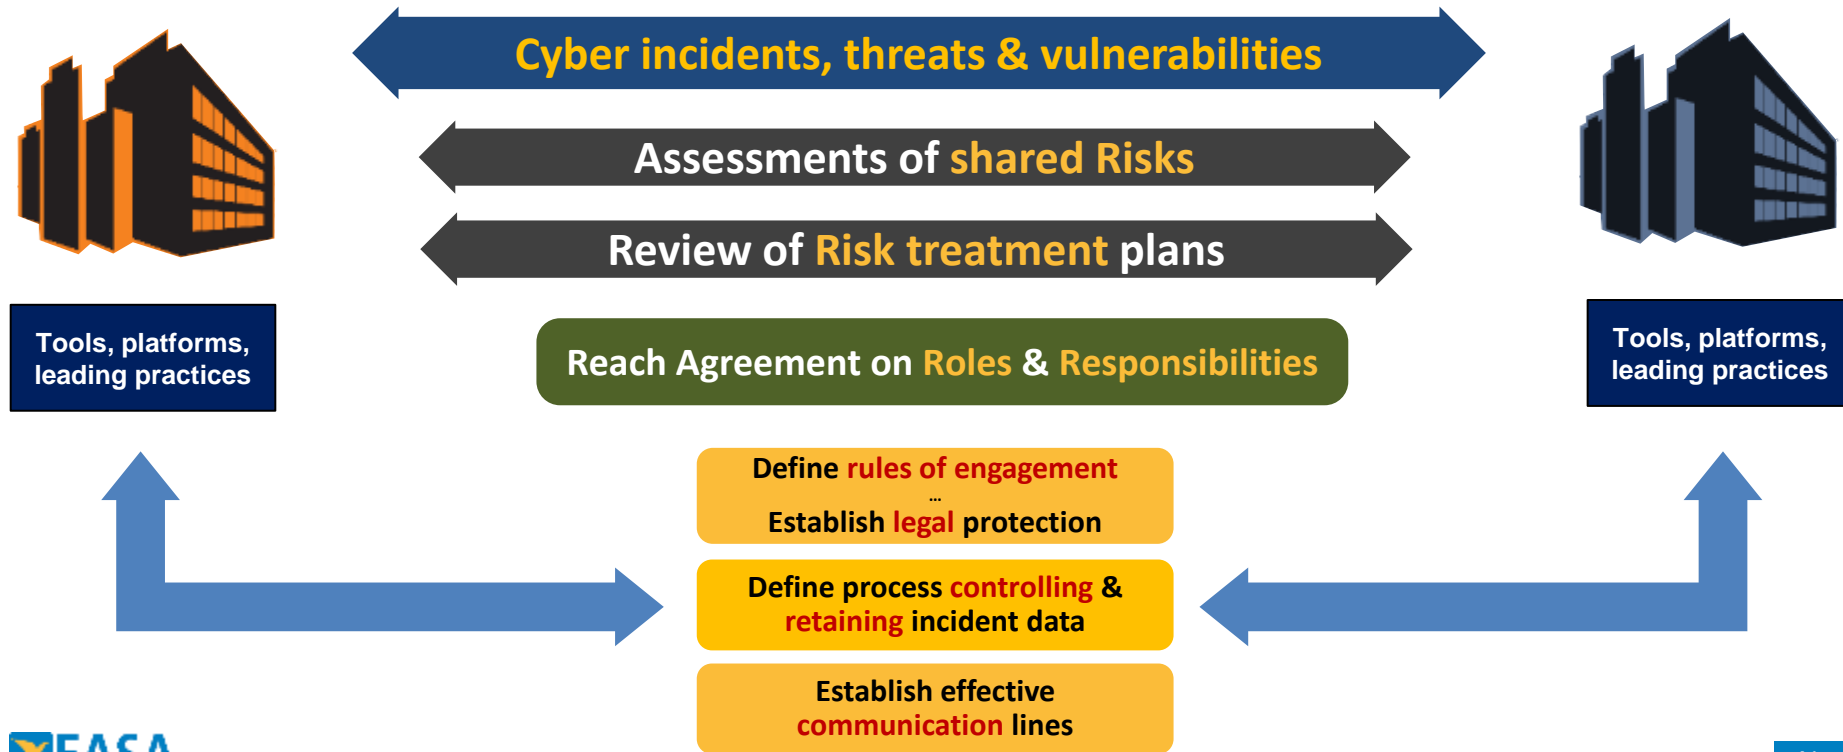 Cyber incidents, threats & vulnerabilities
Assessments of shared Risks
Review of Risk treatment plans
Tools, platforms,
leading practices
Reach Agreement on Roles & Responsibilities
Tools, platforms,
leading practices
Define rules of engagement
...
Establish legal protection
Define process controlling &
retaining incident data
Establish effective
communication lines
EASA